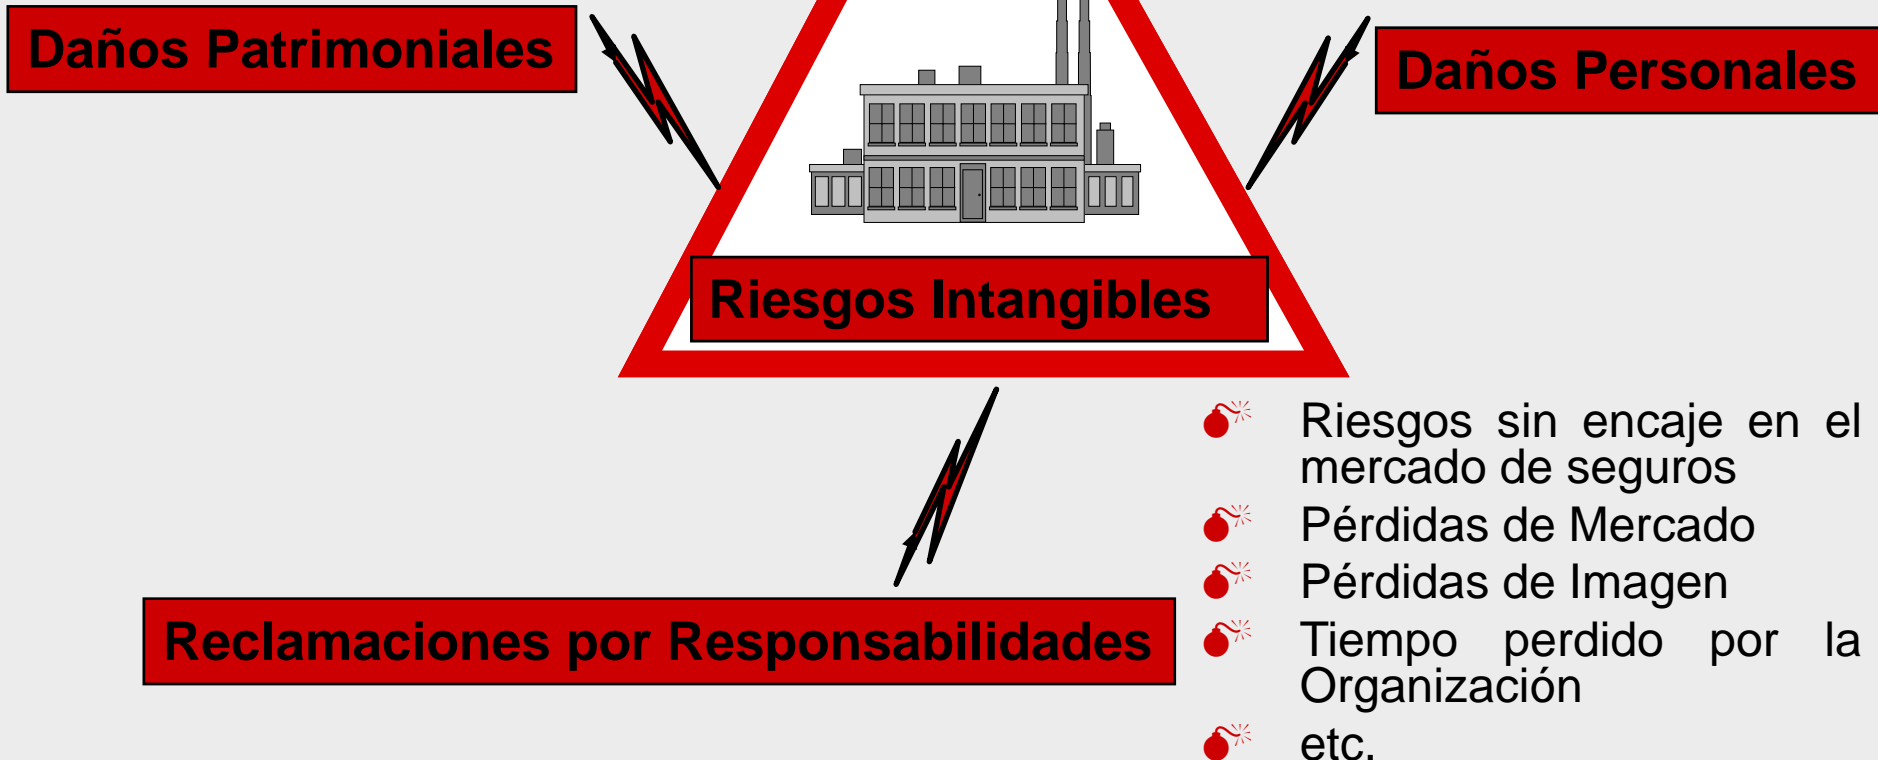 Daños Patrimoniales
Daños Personales
Riesgos Intangibles
Riesgos sin encaje en el
mercado de seguros
Pérdidas de Mercado
Pérdidas de Imagen
Tiempo perdido por la
Organización
etc.
Reclamaciones por Responsabilidades